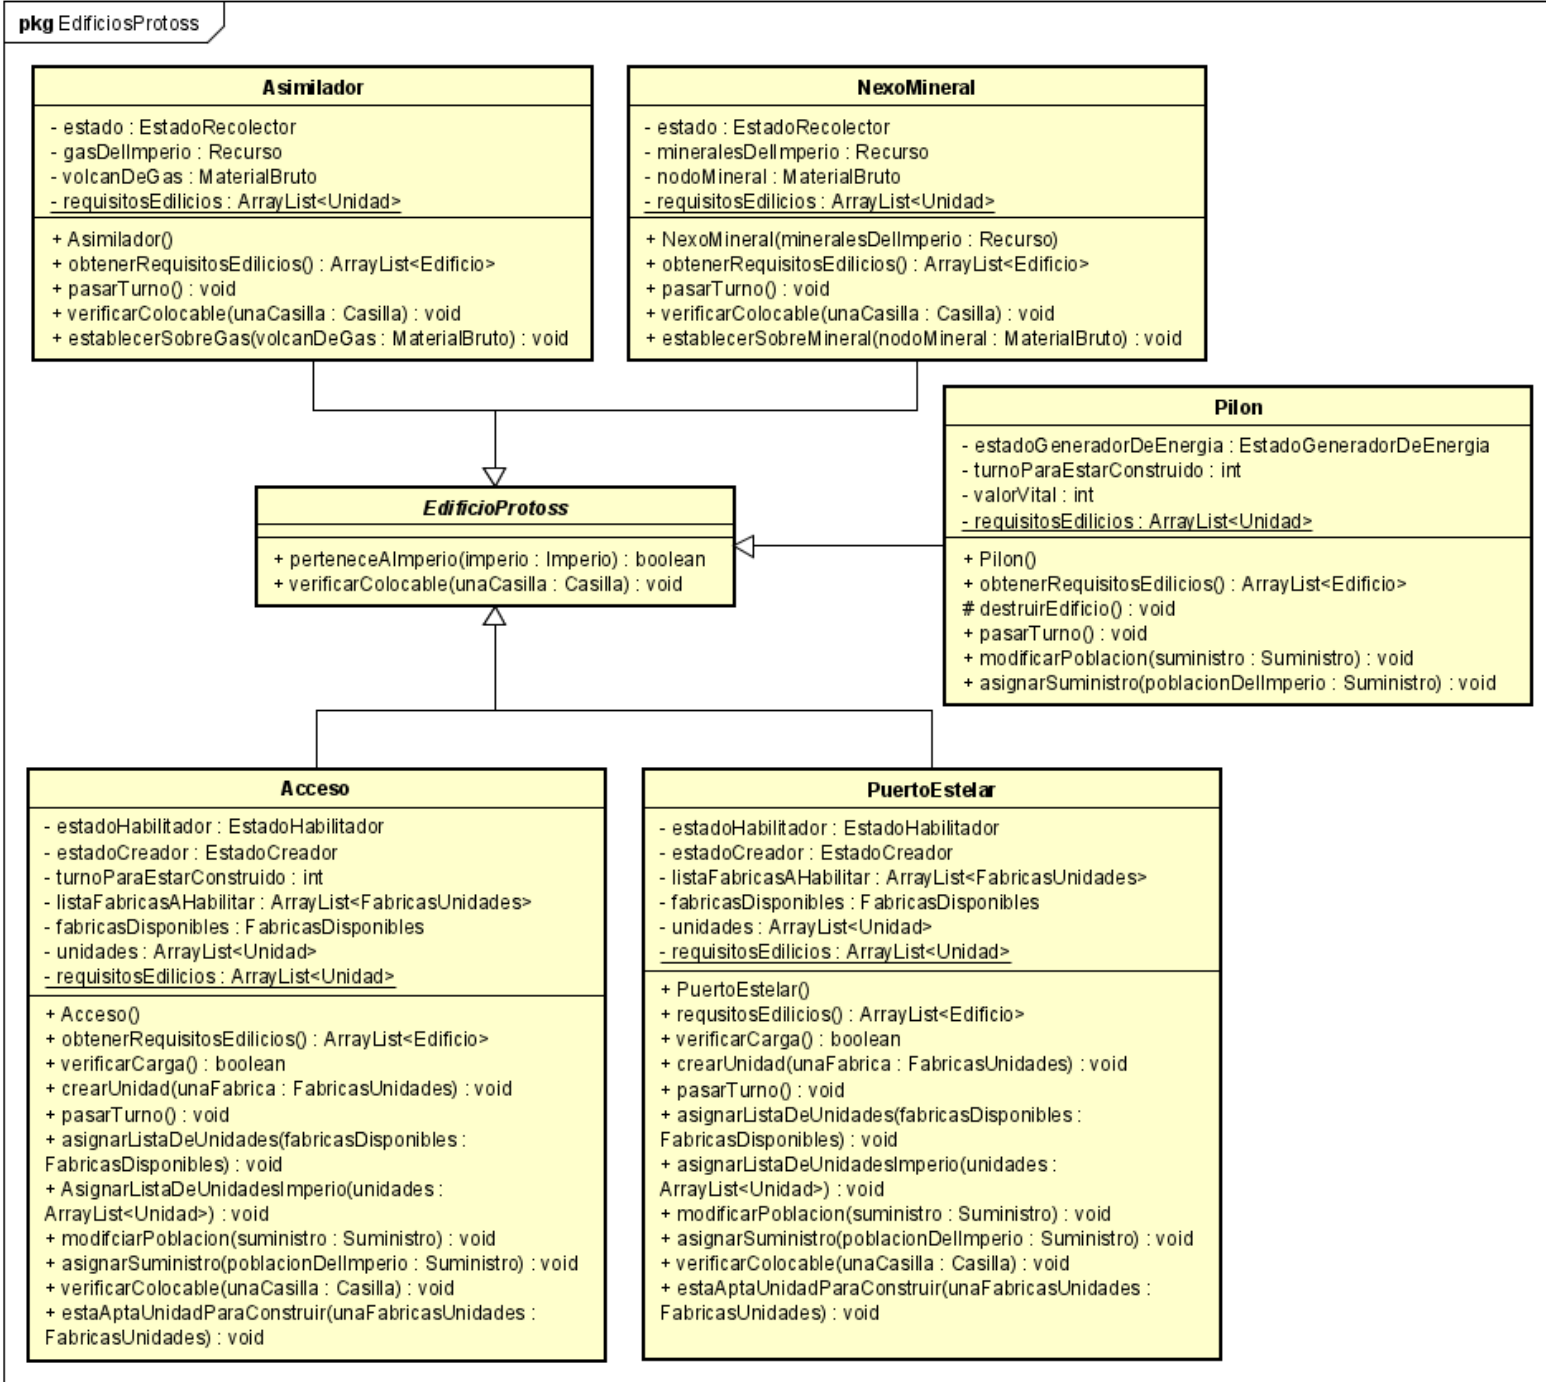 pkg EdificiosProtoss
Asimilador
- estado : EstadoRecolector
- gasDelImperio : Recurso
- volcanDeGas : MaterialBruto
- requisitosEdilicios : ArrayList<Unidad>
+ Asimilador()
+ obtenerRequisitosEdilicios() : ArrayList<Edificio>
+ pasarTurno() : void
+ verificarColocable(unaCasilla : Casilla) : void
+ establecerSobreGas(volcanDeGas : MaterialBruto) : void
NexoMineral
- estado : EstadoRecolector
- mineralesDelImperio : Recurso
- nodoMineral : MaterialBruto
- requisitosEdilicios : ArrayList<Unidad>
+ NexoMineral(mineralesDelImperio : Recurso)
+ obtenerRequisitosEdilicios() : ArrayList<Edificio>
+ pasarTurno() : void
+ verificarColocable(unaCasilla : Casilla) : void
+ establecerSobreMineral(nodoMineral : MaterialBruto) : void
Pilon
- estadoGeneradorDeEnergia : EstadoGeneradorDeEnergia
- turnoParaEstarConstruido : int
- valorVital : int
- requisitosEdilicios : ArrayList<Unidad>
+ Pilon()
+ obtenerRequisitosEdilicios() : ArrayList<Edificio>
# destruirEdificio() : void
+ pasarTurno() : void
+ modificarPoblacion(suministro : Suministro) : void
+ asignarSuministro(poblacionDelImperio : Suministro) : void
EdificioProtoss
+ perteneceAImperio(imperio : Imperio) : boolean
+ verificarColocable(unaCasilla : Casilla) : void
Acceso
- estadoHabilitador : EstadoHabilitador
- estadoCreador : EstadoCreador
- turnoParaEstarConstruido : int
- listaFabricasAHabilitar : ArrayList<FabricasUnidades>
- fabricasDisponibles : FabricasDisponibles
- unidades : ArrayList<Unidad>
- requisitosEdilicios : ArrayList<Unidad>
+ Acceso()
+ obtenerRequisitosEdilicios() : ArrayList<Edificio>
+ verificarCarga() : boolean
+ crearUnidad(unaFabrica : FabricasUnidades) : void
+ pasarTurno() : void
+ asignarListaDeUnidades(fabricasDisponibles :
FabricasDisponibles) : void
+ AsignarListaDeUnidadesImperio(unidades :
ArrayList<Unidad>) : void
+ modifciarPoblacion(suministro : Suministro) : void
+ asignarSuministro(poblacionDelImperio : Suministro) : void
+ verificarColocable(unaCasilla : Casilla) : void
+ estaAptaUnidadParaConstruir(unaFabricasUnidades :
FabricasUnidades) : void
PuertoEstelar
- estadoHabilitador : EstadoHabilitador
- estadoCreador : EstadoCreador
- listaFabricasAHabilitar : ArrayList<FabricasUnidades>
- fabricasDisponibles : FabricasDisponibles
- unidades : ArrayList<Unidad>
- requisitosEdilicios : ArrayList<Unidad>
+ PuertoEstelar()
+ requsitosEdilicios() : ArrayList<Edificio>
+ verificarCarga() : boolean
+ crearUnidad(unaFabrica : FabricasUnidades) : void
+ pasarTurno() : void
+ asignarListaDeUnidades(fabricasDisponibles :
FabricasDisponibles) : void
+ asignarListaDeUnidadesImperio(unidades :
ArrayList<Unidad>) : void
+ modificarPoblacion(suministro : Suministro) : void
+ asignarSuministro(poblacionDelImperio : Suministro) : void
+ verificarColocable(unaCasilla : Casilla) : void
+ estaAptaUnidadParaConstruir(unaFabricasUnidades :
FabricasUnidades) : void